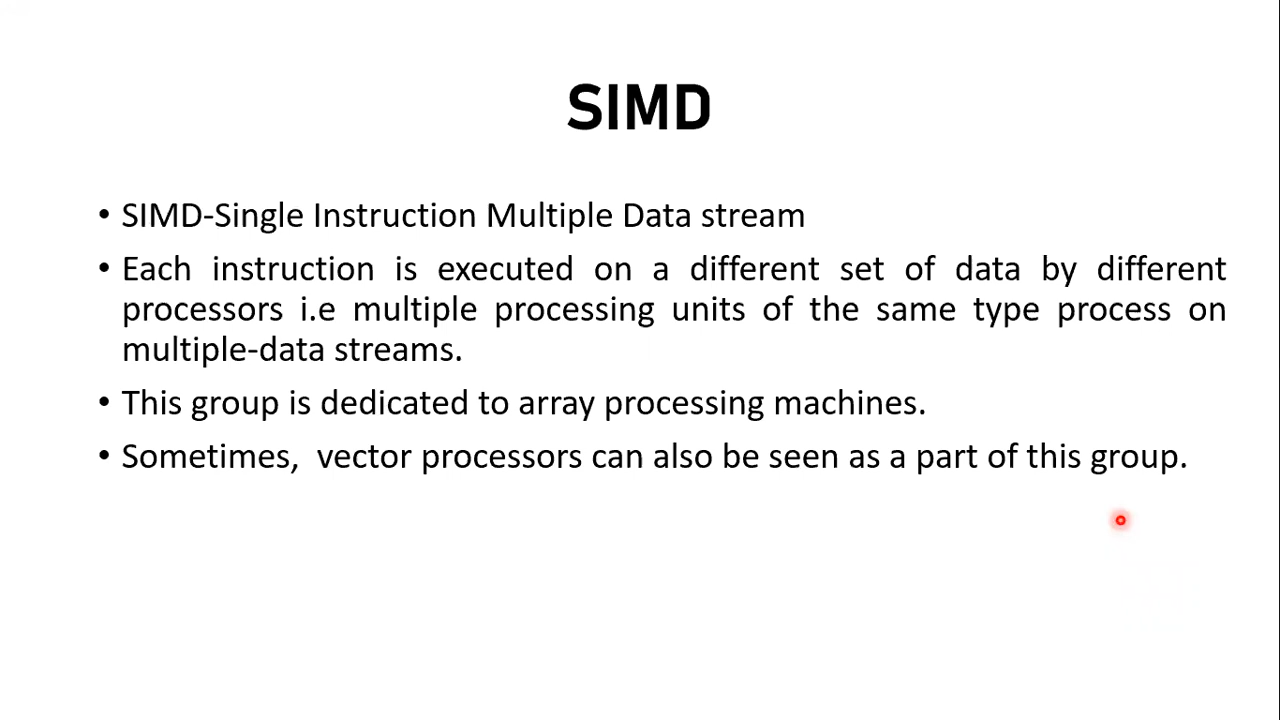 SIMD
• SIMD-Single Instruction Multiple Data stream
• Each instruction is executed on a different set of data by different
processors i.e multiple processing units of the same type process on
multiple-data streams.
• This group is dedicated to array processing machines.
• Sometimes,  vector processors can also be seen as a part of this group.